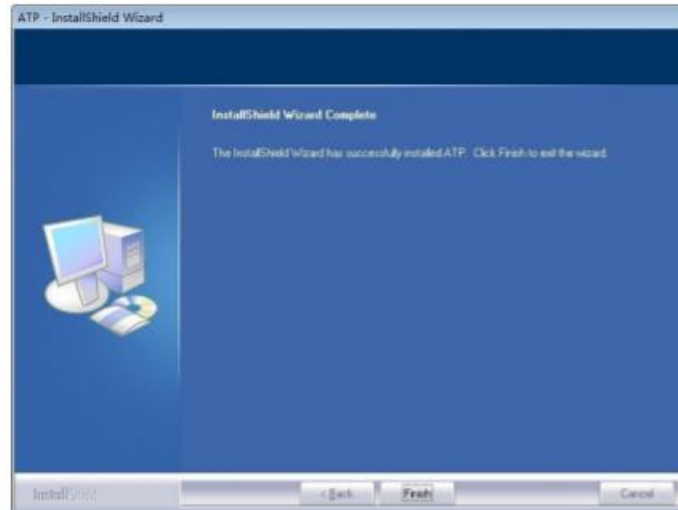 ATP - InstallShield Wizard
InstallShield Wizard Complete
The InstallShield Wizard has successfully installed ATP. Click Finish to exit the wizard.
InstallShield
< Back
Finish
Cancel